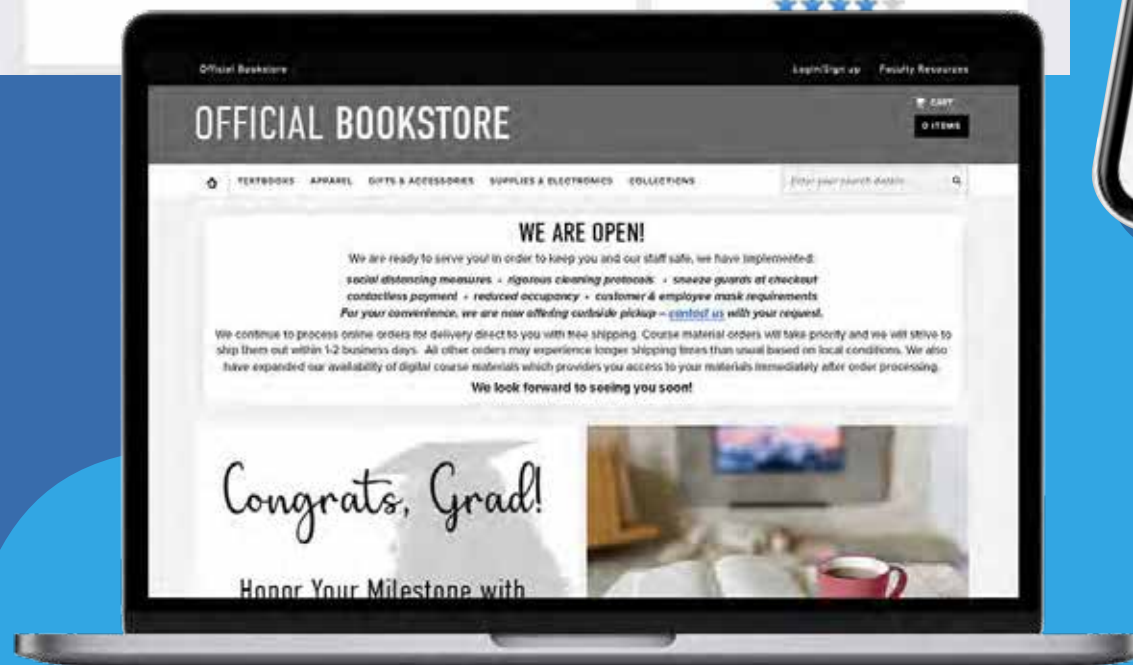 Official Bookstore
Login/Sign up Faculty Resources
OFFICIAL BOOKSTORE
CART
0 ITEMS
TEXTBOOKS APPAREL GIFTS & ACCESSORIES SUPPLIES & ELECTRONICS COLLECTIONS
Enter your search details
WE ARE OPEN!
We are ready to serve you! In order to keep you and our staff safe, we have implemented:
social distancing measures • rigorous cleaning protocols • sneeze guards at checkout
contactless payment • reduced occupancy • customer & employee mask requirements
For your convenience, we are now offering curbside pickup – contact us with your request.
We continue to process online orders for delivery direct to you with free shipping. Course material orders will take priority and we will strive to
ship them out within 1-2 business days. All other orders may experience longer shipping times than usual based on local conditions. We also
have expanded our availability of digital course materials which provides you access to your materials immediately after order processing.
We look forward to seeing you soon!
Congrats, Grad!
Honor Your Milestone with